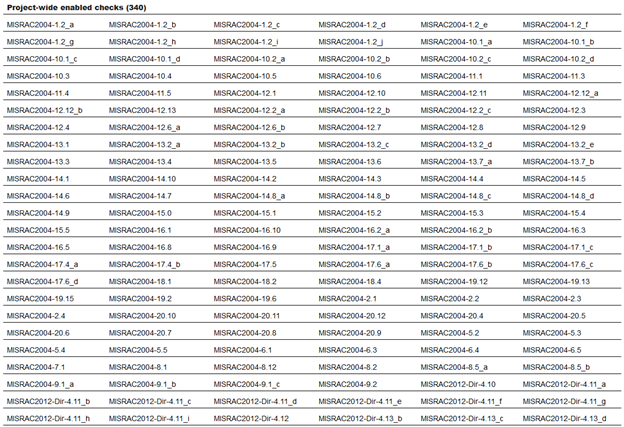 Project-wide enabled checks (340)
MISRAC2004-1.2_a MISRAC2004-1.2_b MISRAC2004-1.2_c MISRAC2004-1.2_d MISRAC2004-1.2_e MISRAC2004-1.2_f
MISRAC2004-1.2_g MISRAC2004-1.2_h MISRAC2004-1.2_i MISRAC2004-1.2_j MISRAC2004-10.1_a MISRAC2004-10.1_b
MISRAC2004-10.1_c MISRAC2004-10.1_d MISRAC2004-10.2_a MISRAC2004-10.2_b MISRAC2004-10.2_c MISRAC2004-10.2_d
MISRAC2004-10.3 MISRAC2004-10.4 MISRAC2004-10.5 MISRAC2004-10.6 MISRAC2004-11.1 MISRAC2004-11.3
MISRAC2004-11.4 MISRAC2004-11.5 MISRAC2004-12.1 MISRAC2004-12.10 MISRAC2004-12.11 MISRAC2004-12.12_a
MISRAC2004-12.12_b MISRAC2004-12.13 MISRAC2004-12.2_a MISRAC2004-12.2_b MISRAC2004-12.2_c MISRAC2004-12.3
MISRAC2004-12.4 MISRAC2004-12.6_a MISRAC2004-12.6_b MISRAC2004-12.7 MISRAC2004-12.8 MISRAC2004-12.9
MISRAC2004-13.1 MISRAC2004-13.2_a MISRAC2004-13.2_b MISRAC2004-13.2_c MISRAC2004-13.2_d MISRAC2004-13.2_e
MISRAC2004-13.3 MISRAC2004-13.4 MISRAC2004-13.5 MISRAC2004-13.6 MISRAC2004-13.7_a MISRAC2004-13.7_b
MISRAC2004-14.1 MISRAC2004-14.10 MISRAC2004-14.2 MISRAC2004-14.3 MISRAC2004-14.4 MISRAC2004-14.5
MISRAC2004-14.6 MISRAC2004-14.7 MISRAC2004-14.8_a MISRAC2004-14.8_b MISRAC2004-14.8_c MISRAC2004-14.8_d
MISRAC2004-14.9 MISRAC2004-15.0 MISRAC2004-15.1 MISRAC2004-15.2 MISRAC2004-15.3 MISRAC2004-15.4
MISRAC2004-15.5 MISRAC2004-16.1 MISRAC2004-16.10 MISRAC2004-16.2_a MISRAC2004-16.2_b MISRAC2004-16.3
MISRAC2004-16.5 MISRAC2004-16.8 MISRAC2004-16.9 MISRAC2004-17.1_a MISRAC2004-17.1_b MISRAC2004-17.1_c
MISRAC2004-17.4_a MISRAC2004-17.4_b MISRAC2004-17.5 MISRAC2004-17.6_a MISRAC2004-17.6_b MISRAC2004-17.6_c
MISRAC2004-17.6_d MISRAC2004-18.1 MISRAC2004-18.2 MISRAC2004-18.4 MISRAC2004-19.12 MISRAC2004-19.13
MISRAC2004-19.15 MISRAC2004-19.2 MISRAC2004-19.6 MISRAC2004-2.1 MISRAC2004-2.2 MISRAC2004-2.3
MISRAC2004-2.4 MISRAC2004-20.10 MISRAC2004-20.11 MISRAC2004-20.12 MISRAC2004-20.4 MISRAC2004-20.5
MISRAC2004-20.6 MISRAC2004-20.7 MISRAC2004-20.8 MISRAC2004-20.9 MISRAC2004-5.2 MISRAC2004-5.3
MISRAC2004-5.4 MISRAC2004-5.5 MISRAC2004-6.1 MISRAC2004-6.3 MISRAC2004-6.4 MISRAC2004-6.5
MISRAC2004-7.1 MISRAC2004-8.1 MISRAC2004-8.12 MISRAC2004-8.2 MISRAC2004-8.5_a MISRAC2004-8.5_b
MISRAC2004-9.1_a MISRAC2004-9.1_b MISRAC2004-9.1_c MISRAC2004-9.2 MISRAC2012-Dir-4.10 MISRAC2012-Dir-4.11_a
MISRAC2012-Dir-4.11_b MISRAC2012-Dir-4.11_c MISRAC2012-Dir-4.11_d MISRAC2012-Dir-4.11_e MISRAC2012-Dir-4.11_f MISRAC2012-Dir-4.11_g
MISRAC2012-Dir-4.11_h MISRAC2012-Dir-4.11_i MISRAC2012-Dir-4.12 MISRAC2012-Dir-4.13_b MISRAC2012-Dir-4.13_c MISRAC2012-Dir-4.13_d